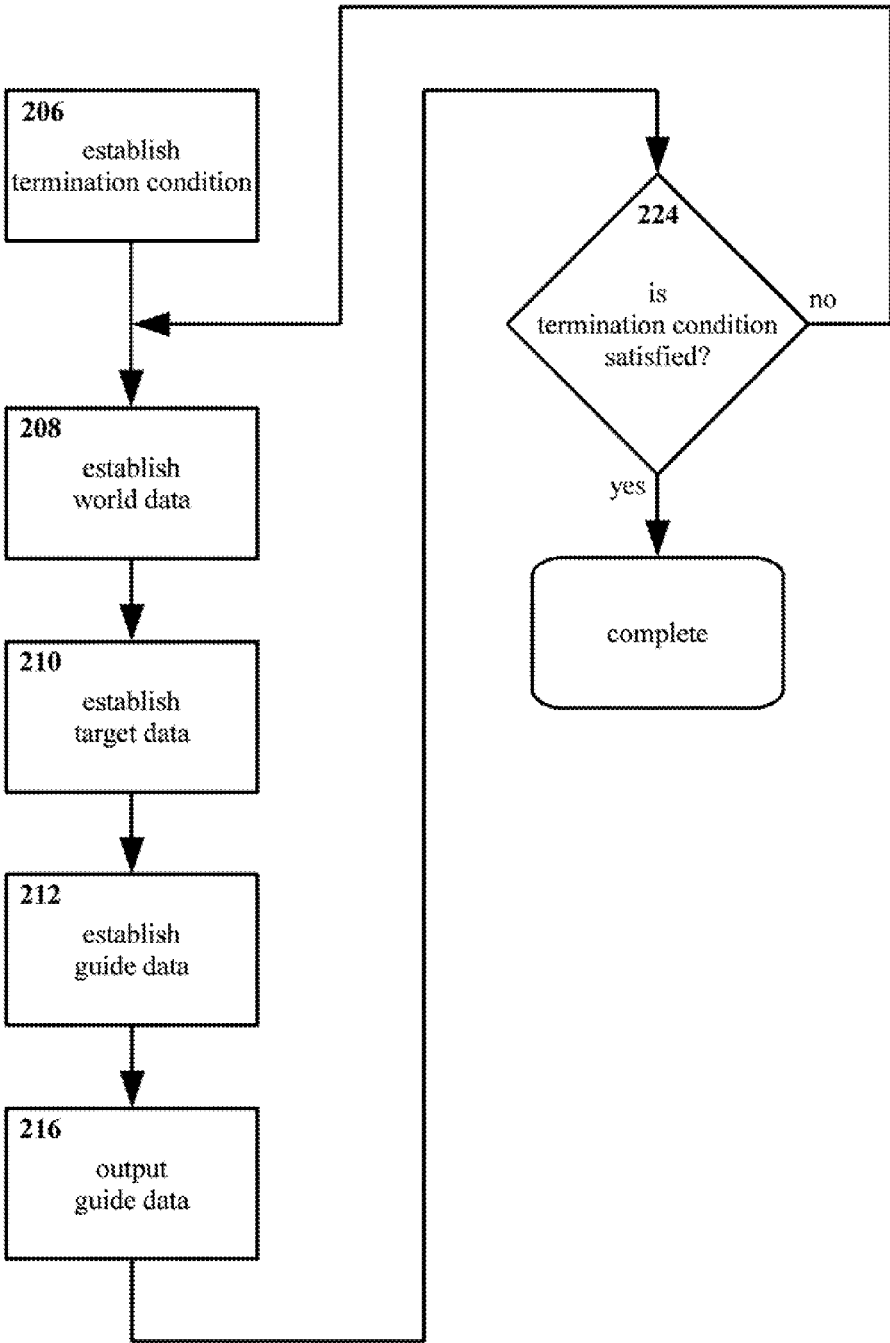 206
establish
termination condition
208
establish
world data
210
establish
target data
212
establish
guide data
216
output
guide data
224
is
termination condition
satisfied?
no
yes
complete